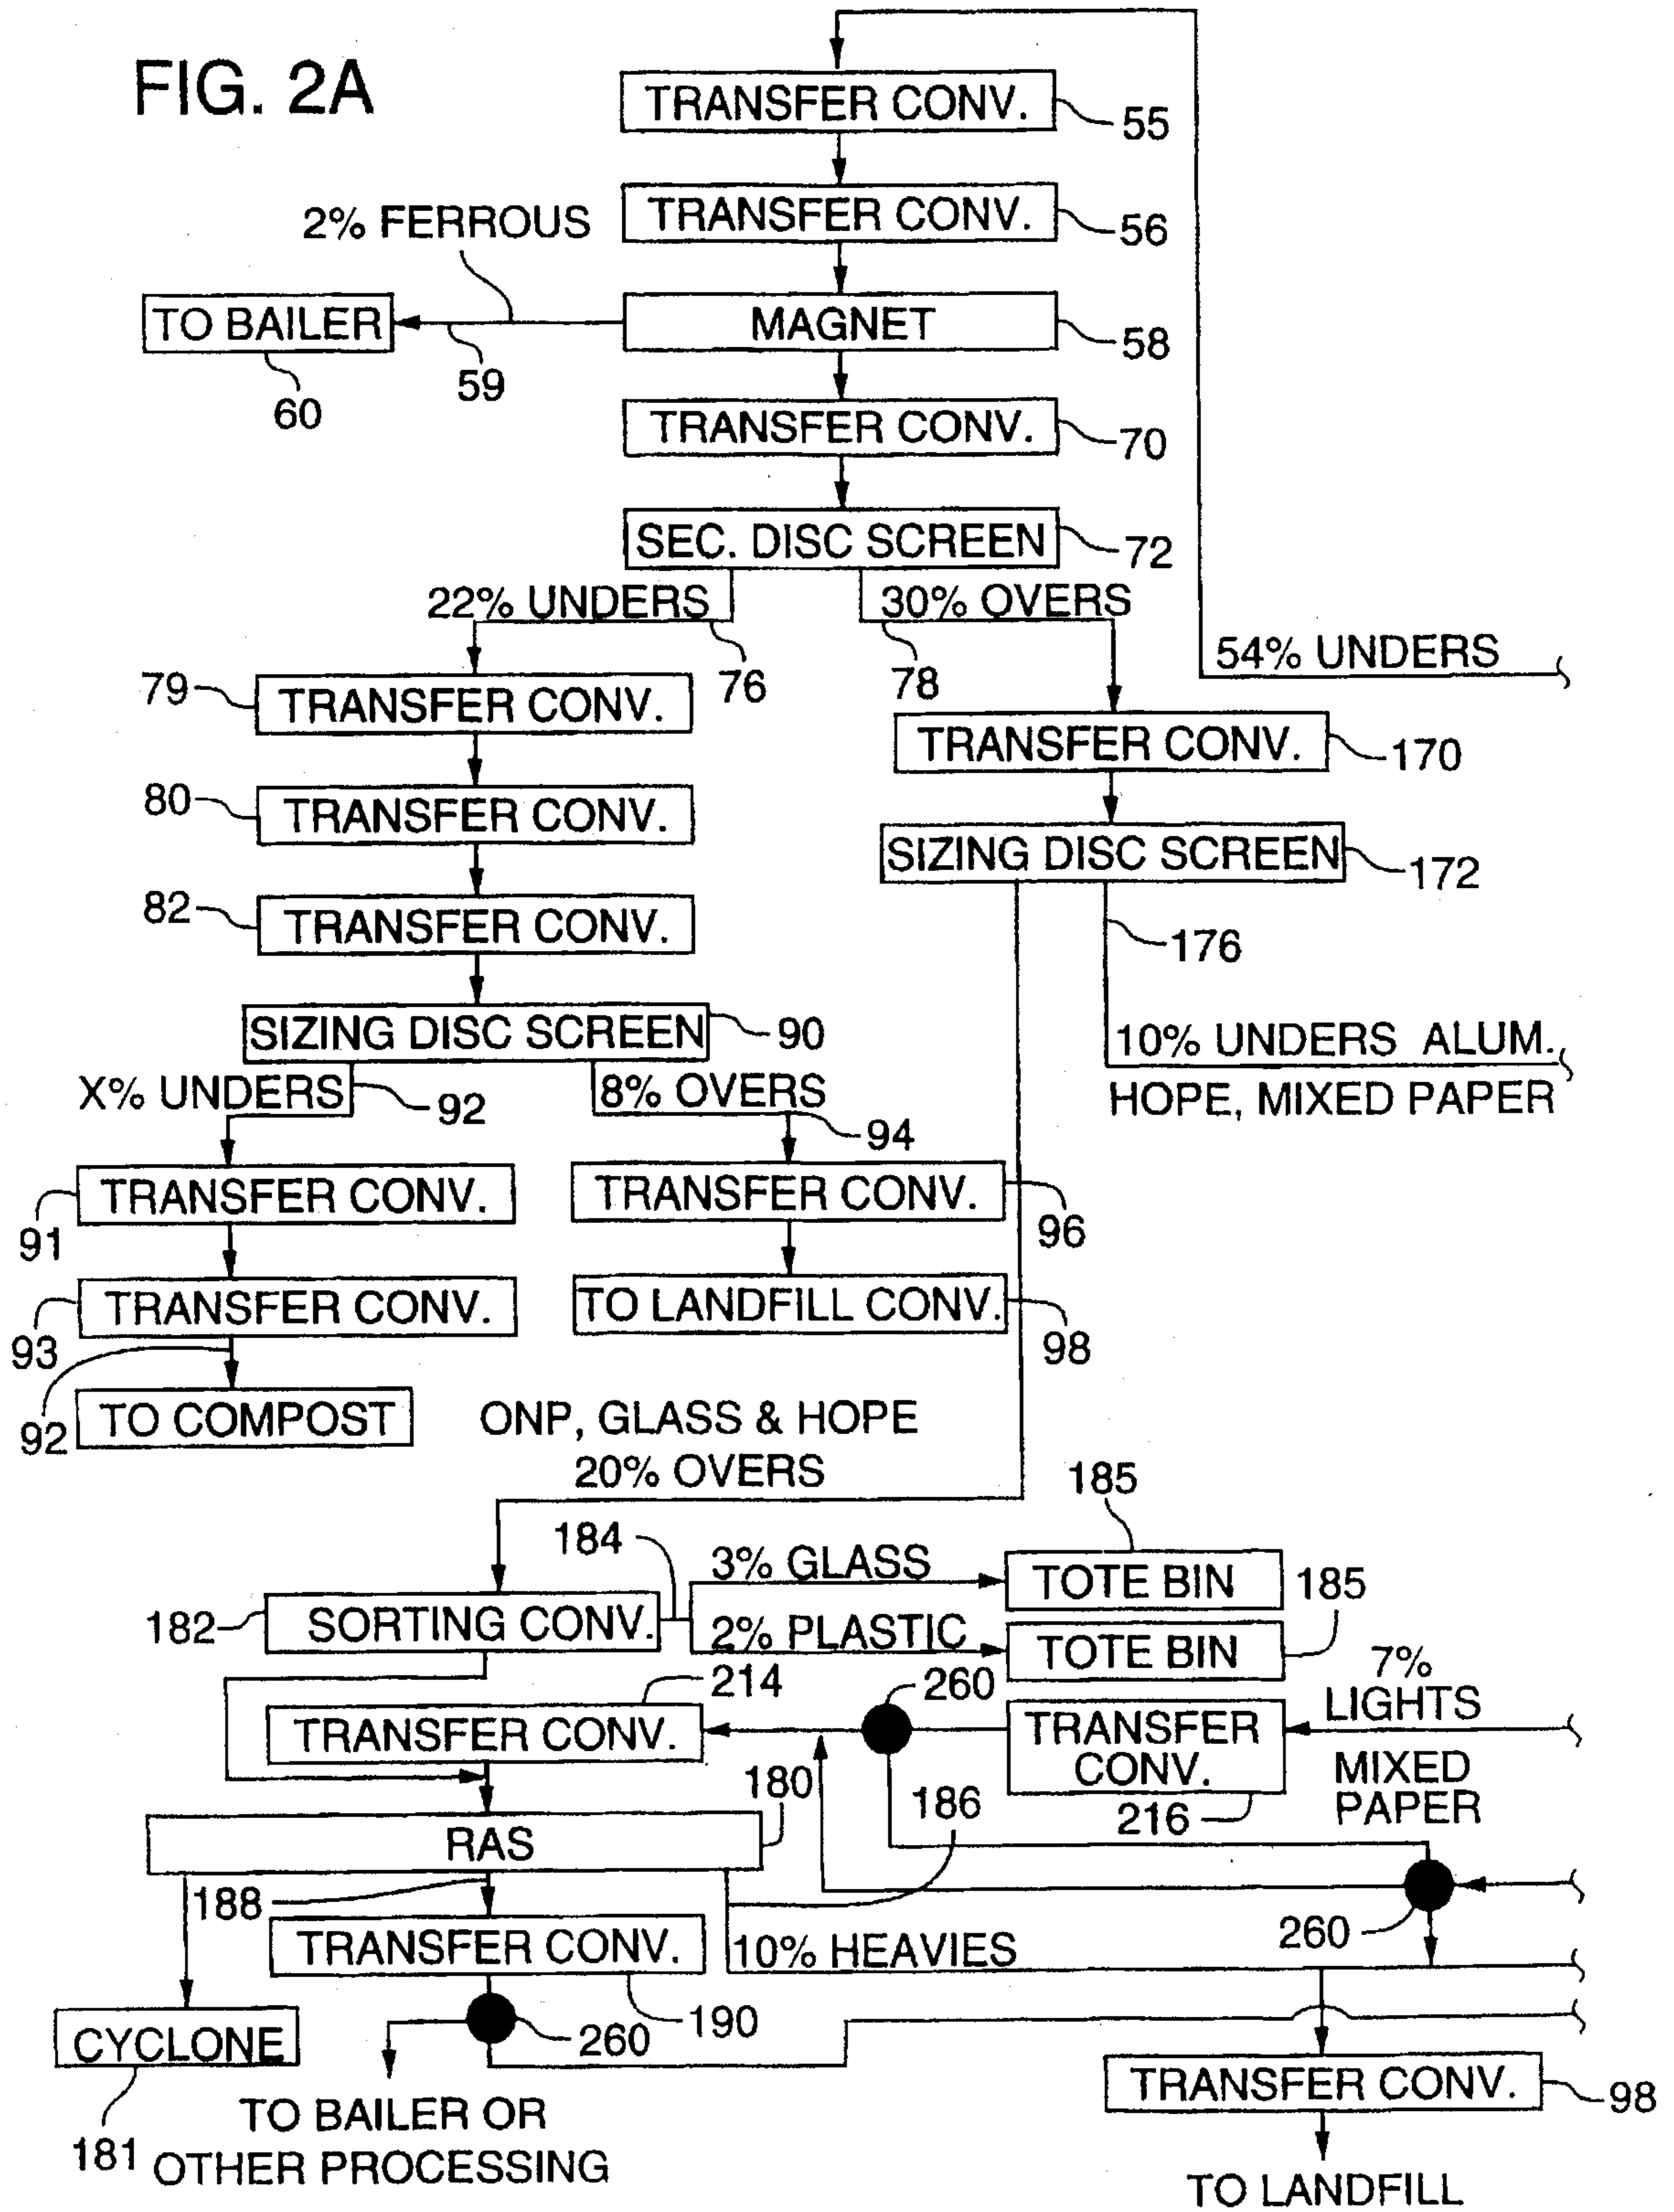 FIG. 2A
TRANSFER CONV.
55
TRANSFER CONV.
56
2% FERROUS
TO BAILER
60
59
MAGNET
58
TRANSFER CONV.
70
SEC. DISC SCREEN
72
22% UNDERS
76
30% OVERS
78
54% UNDERS
79
TRANSFER CONV.
TRANSFER CONV.
170
80
TRANSFER CONV.
SIZING DISC SCREEN
172
82
TRANSFER CONV.
176
SIZING DISC SCREEN
90
10% UNDERS ALUM.
HOPE, MIXED PAPER
X% UNDERS
92
8% OVERS
94
TRANSFER CONV.
91
TRANSFER CONV.
96
TRANSFER CONV.
93
TO LANDFILL CONV.
98
92
TO COMPOST
ONP, GLASS & HOPE
20% OVERS
185
184
3% GLASS
TOTE BIN
185
182
SORTING CONV.
2% PLASTIC
TOTE BIN
7%
LIGHTS
MIXED
PAPER
214
260
TRANSFER CONV.
TRANSFER
CONV.
216
180
186
RAS
188
260
TRANSFER CONV.
10% HEAVIES
190
260
CYCLONE
181
TO BAILER OR
OTHER PROCESSING
TRANSFER CONV.
98
TO LANDFILL